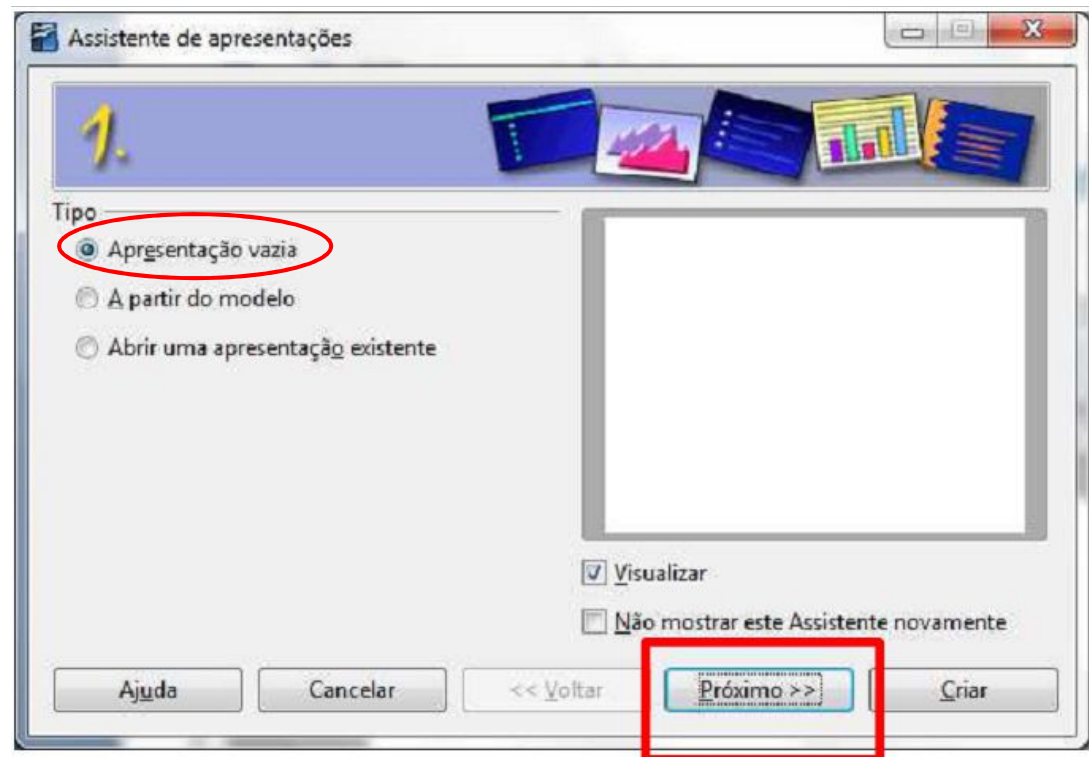 Assistente de apresentações
1.
Tipo
Apresentação vazia
A partir do modelo
Abrir uma apresentação existente
Visualizar
Não mostrar este Assistente novamente
Ajuda Cancelar << Voltar Próximo >> Criar